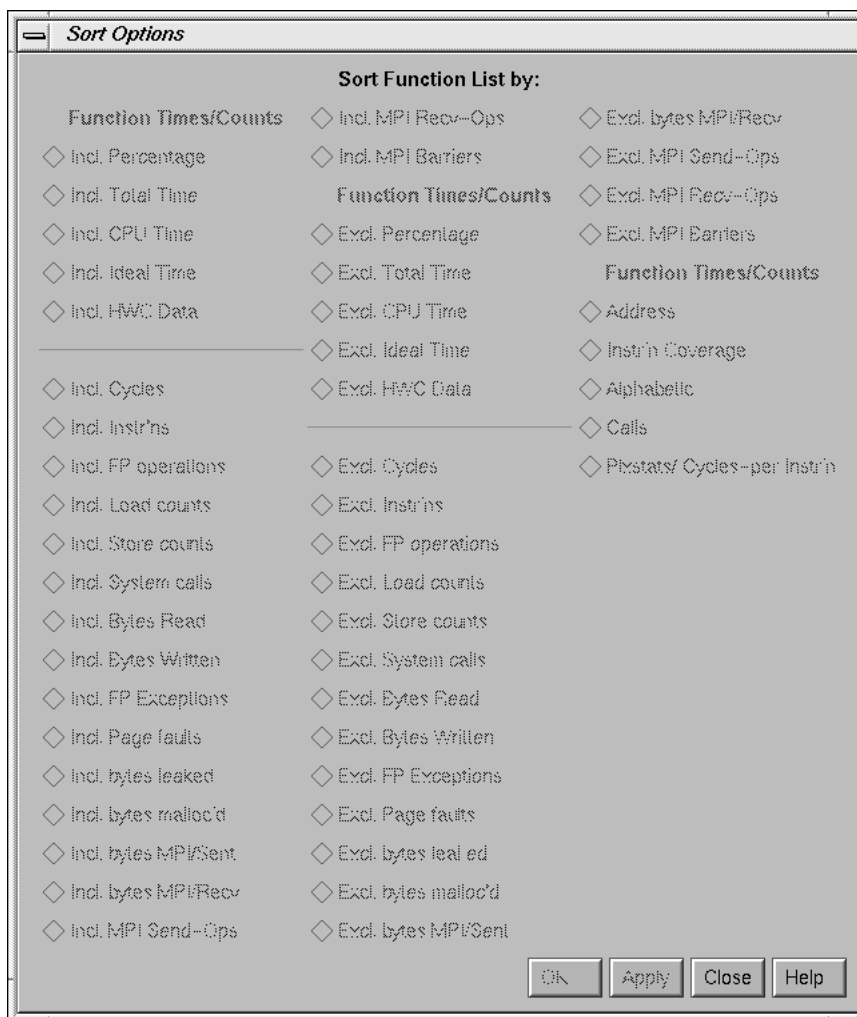 Sort Options
Sort Function List by:
Function Times/Counts
Incl. Percentage
Incl. Total Time
Incl. CPU Time
Incl. Ideal Time
Incl. HWC Data
Incl. Cycles
Incl. Instr'ns
Incl. FP operations
Incl. Load counts
Incl. Store counts
Incl. System calls
Incl. Bytes Read
Incl. Bytes Written
Incl. FP Exceptions
Incl. Page faults
Incl. bytes leaked
Incl. bytes malloc'd
Incl. bytes MPI/Sent
Incl. bytes MPI/Recv
Incl. MPI Send-Ops
Incl. MPI Recv-Ops
Incl. MPI Barriers
Function Times/Counts
Excl. Percentage
Excl. Total Time
Excl. CPU Time
Excl. Ideal Time
Excl. HWC Data
Excl. Cycles
Excl. Instr'ns
Excl. FP operations
Excl. Load counts
Excl. Store counts
Excl. System calls
Excl. Bytes Read
Excl. Bytes Written
Excl. FP Exceptions
Excl. Page faults
Excl. bytes leaked
Excl. bytes malloc'd
Excl. bytes MPI/Sent
Excl. bytes MPI/Recv
Excl. MPI Send-Ops
Excl. MPI Recv-Ops
Excl. MPI Barriers
Function Times/Counts
Address
Instr'n Coverage
Alphabetic
Calls
Pixstats/ Cycles-per Instr'n
OK Apply Close Help